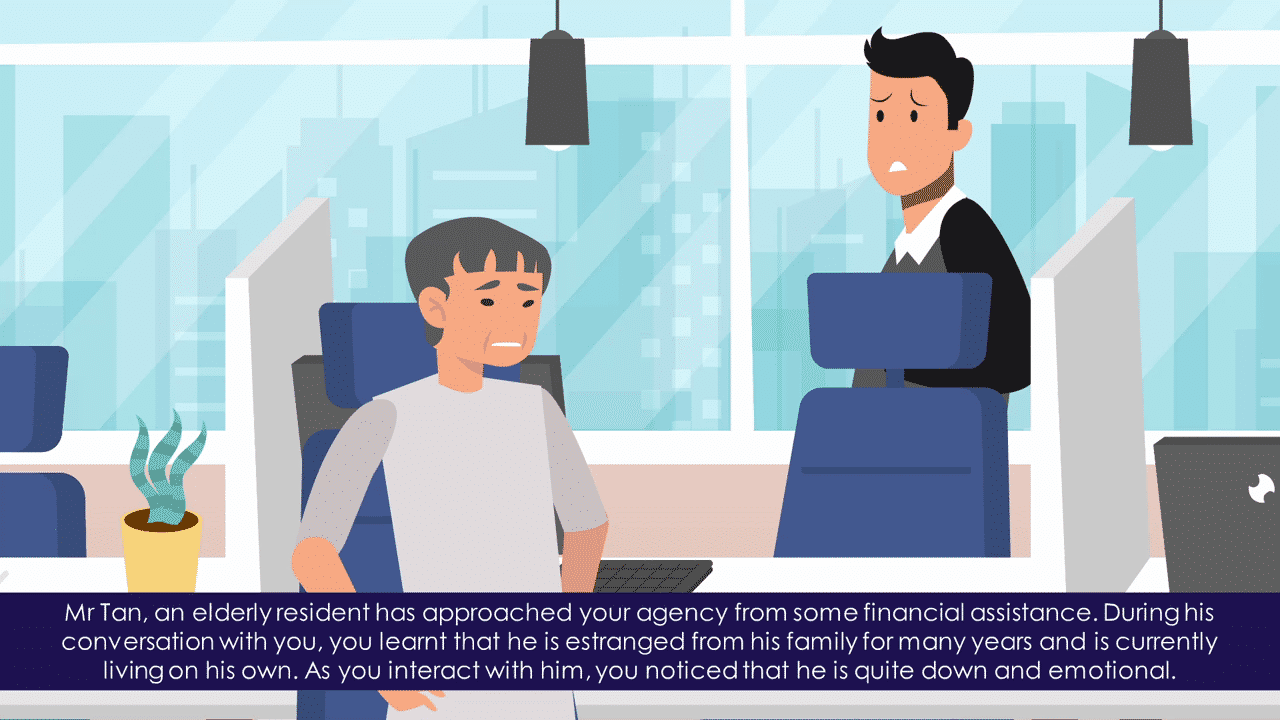 Mr Tan, an elderly resident has approached your agency from some financial assistance. During his
conversation with you, you learnt that he is estranged from his family for many years and is currently
living on his own. As you interact with him, you noticed that he is quite down and emotional.